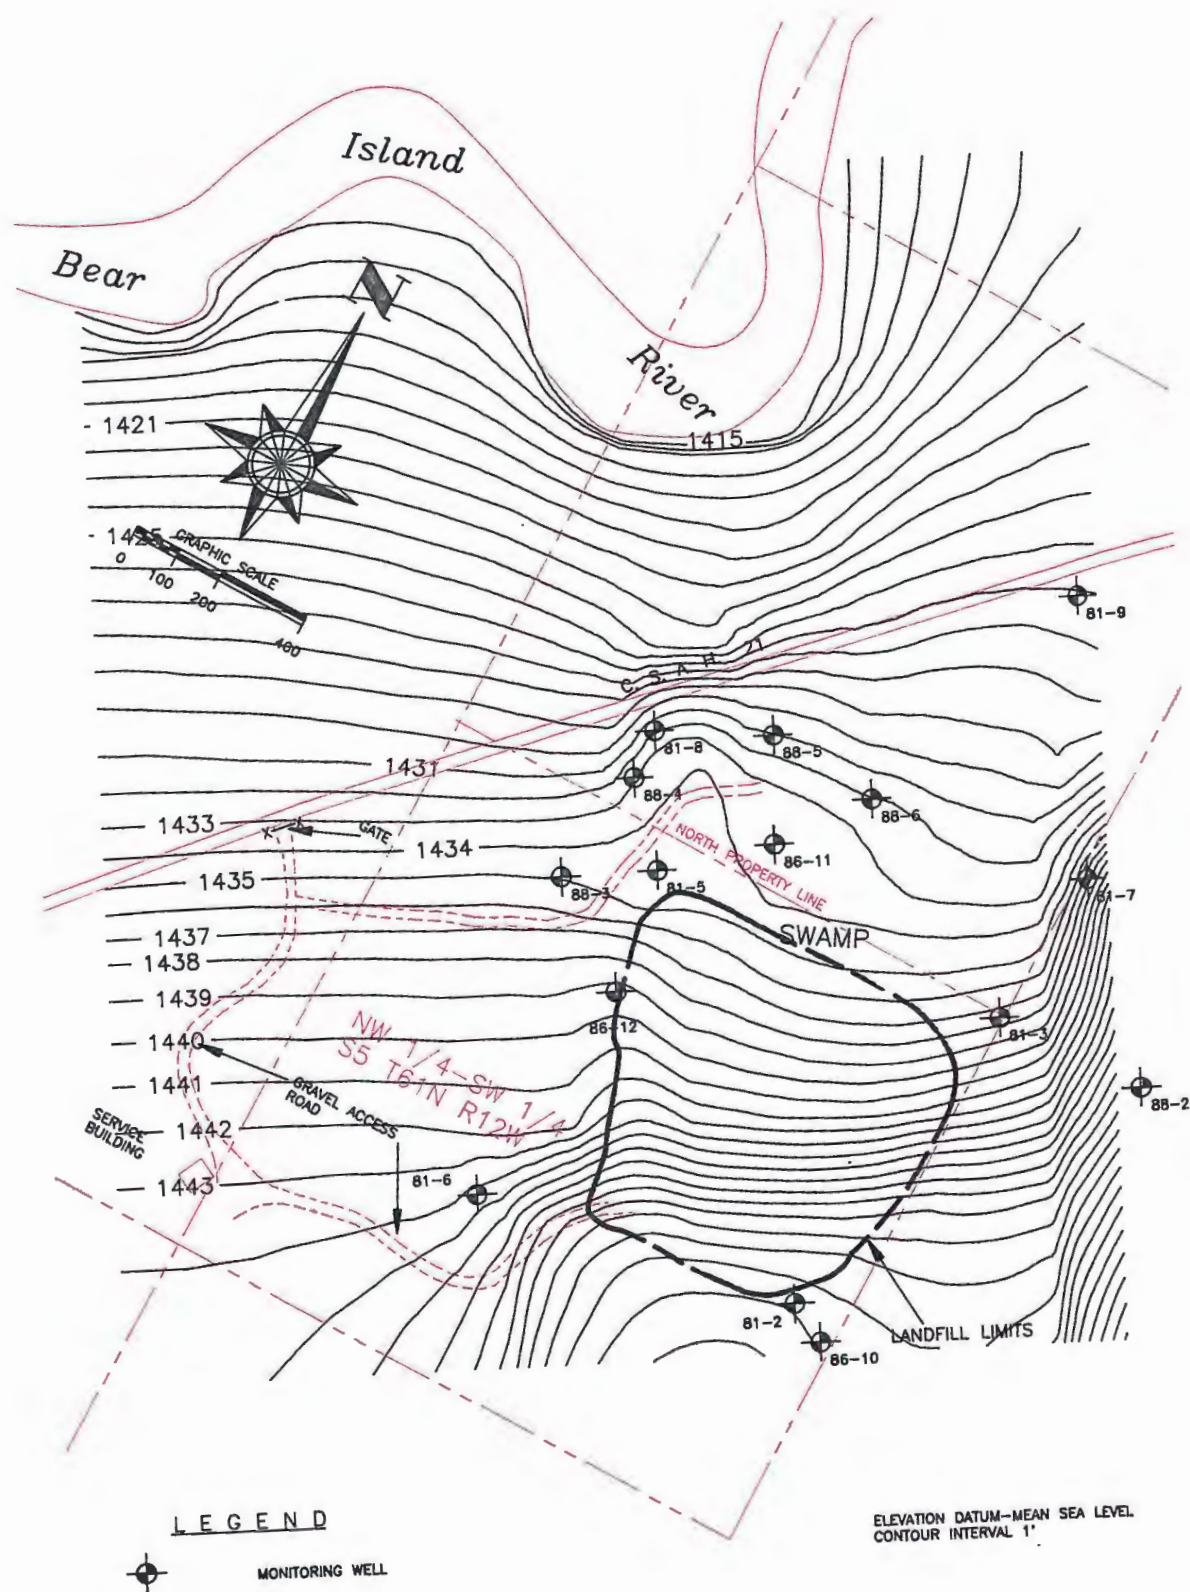 Island
Bear
N
River
1421
1415
1425
GRAPHIC SCALE
0
100
200
400
81-9
C. S. A. H. 21
81-8
88-5
1431
88-4
88-6
1433
GATE
1434
NORTH PROPERTY LINE
86-11
1435
88-3
81-5
81-7
1437
SWAMP
1438
1439
86-12
81-3
NW 1/4-SW 1/4
S5 T61N R12W
1440
1441
GRAVEL ACCESS
ROAD
88-2
SERVICE
BUILDING
1442
1443
81-6
81-2
LANDFILL LIMITS
86-10
LEGEND
MONITORING WELL
ELEVATION DATUM-MEAN SEA LEVEL
CONTOUR INTERVAL 1'